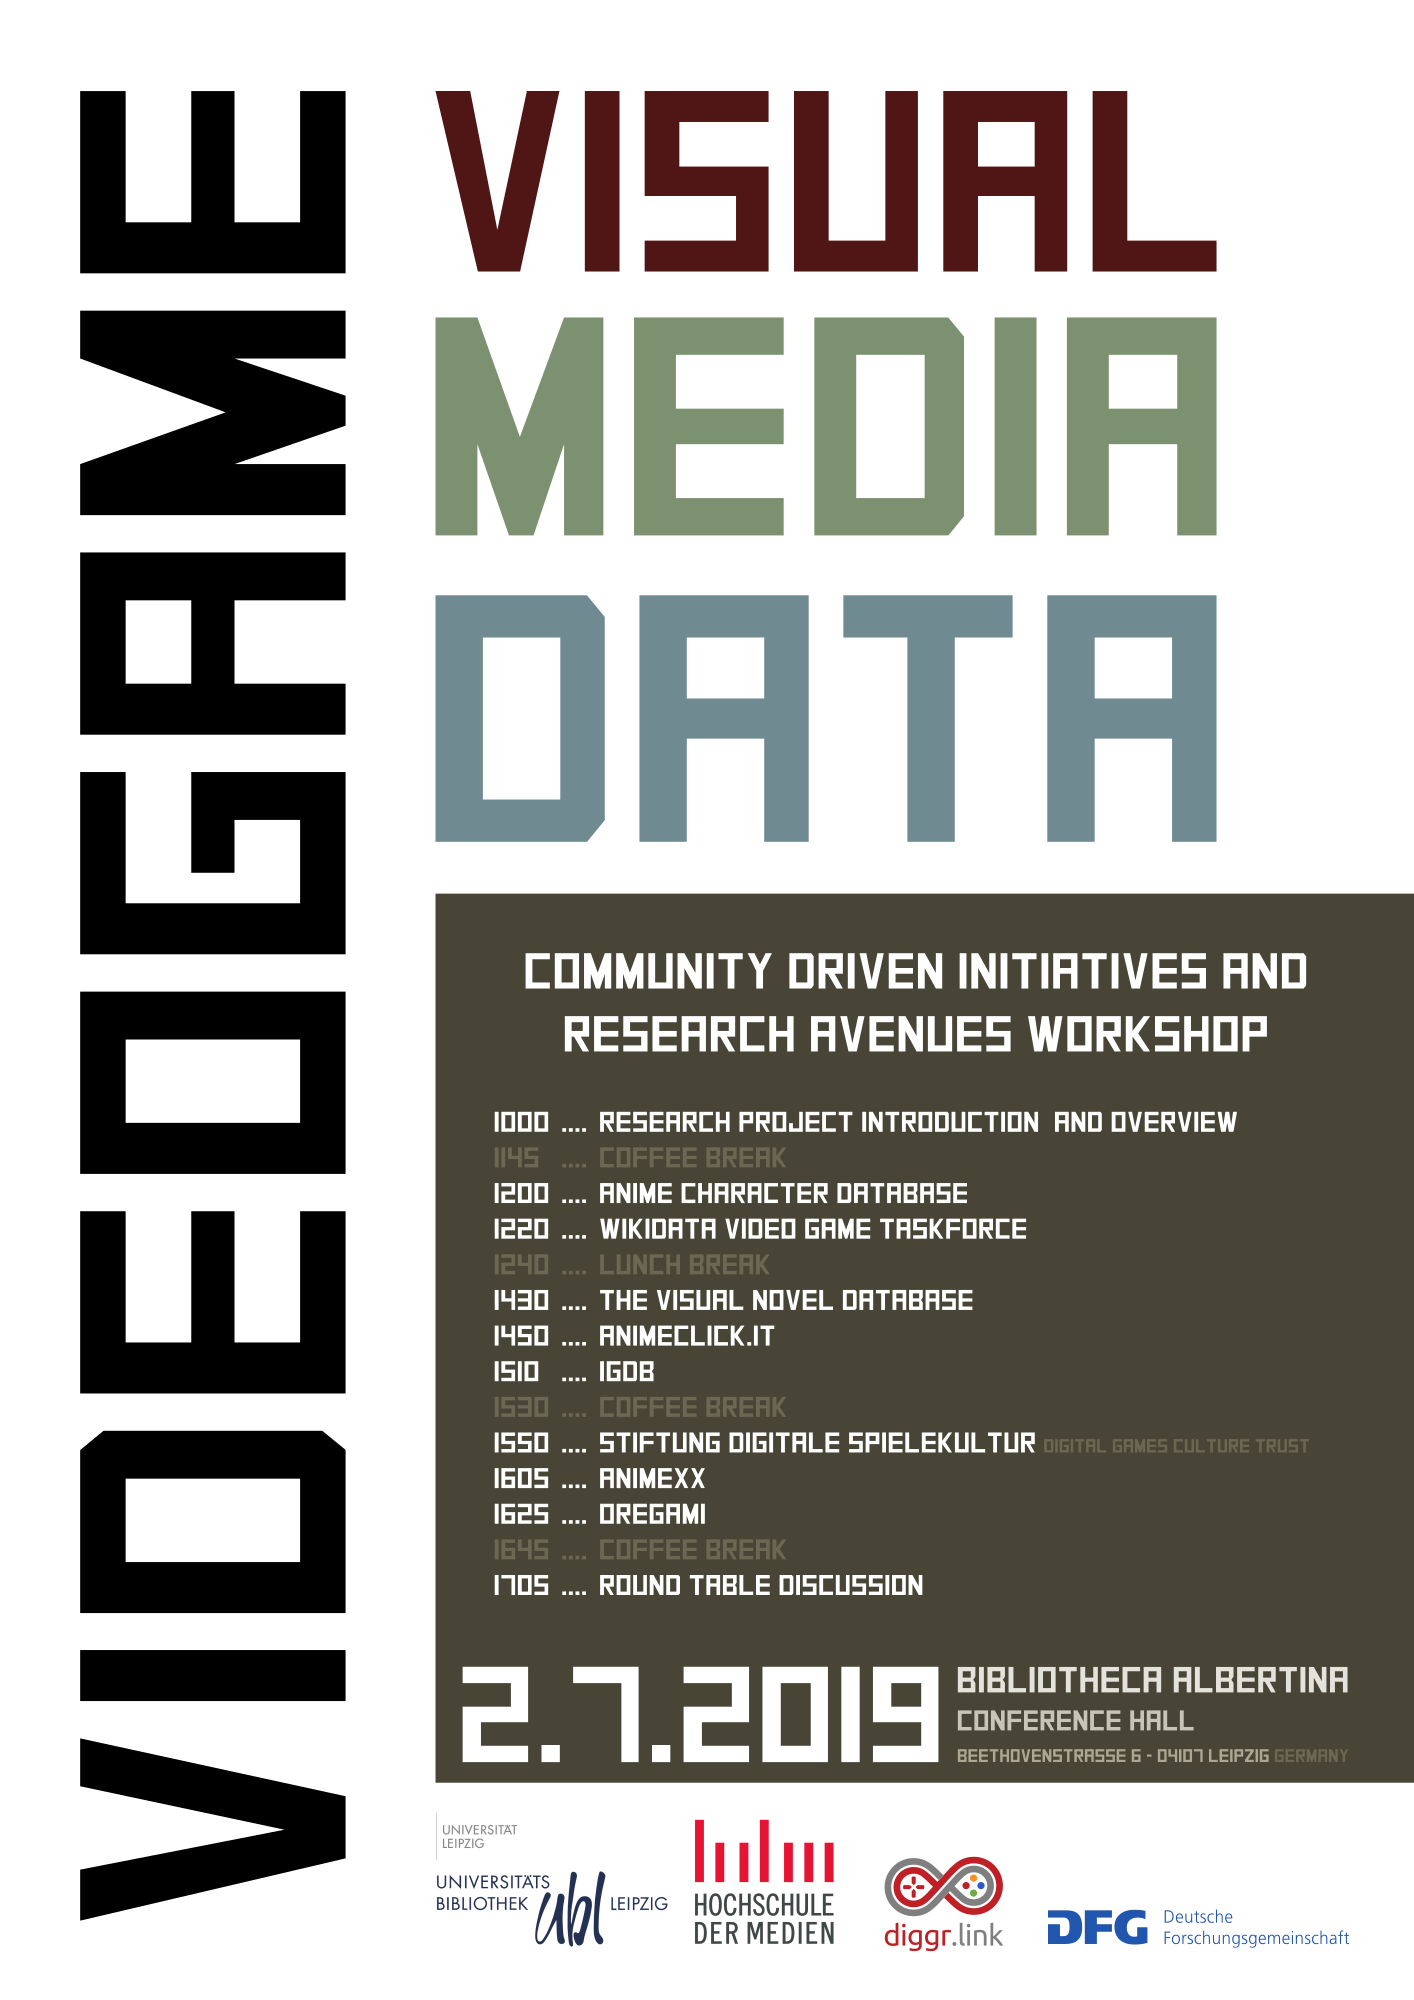 VIDEOGAME
VISUAL
MEDIA
DATA
COMMUNITY DRIVEN INITIATIVES AND
RESEARCH AVENUES WORKSHOP
1000 .... RESEARCH PROJECT INTRODUCTION AND OVERVIEW
1145 .... COFFEE BREAK
1200 .... ANIME CHARACTER DATABASE
1220 .... WIKIDATA VIDEO GAME TASKFORCE
1240 .... LUNCH BREAK
1430 .... THE VISUAL NOVEL DATABASE
1450 .... ANIMECLICK.IT
1510 .... IGDB
1530 .... COFFEE BREAK
1550 .... STIFTUNG DIGITALE SPIELEKULTUR DIGITAL GAMES CULTURE TRUST
1605 .... ANIMEXX
1625 .... OREGAMI
1645 .... COFFEE BREAK
1705 .... ROUND TABLE DISCUSSION
2.7.2019
BIBLIOTHECA ALBERTINA
CONFERENCE HALL
BEETHOVENSTRASSE 6 - 04107 LEIPZIG GERMANY
UNIVERSITÄT
LEIPZIG
UNIVERSITÄTS
BIBLIOTHEK ubl LEIPZIG
HOCHSCHULE
DER MEDIEN
diggr.link
DFG Deutsche
Forschungsgemeinschaft